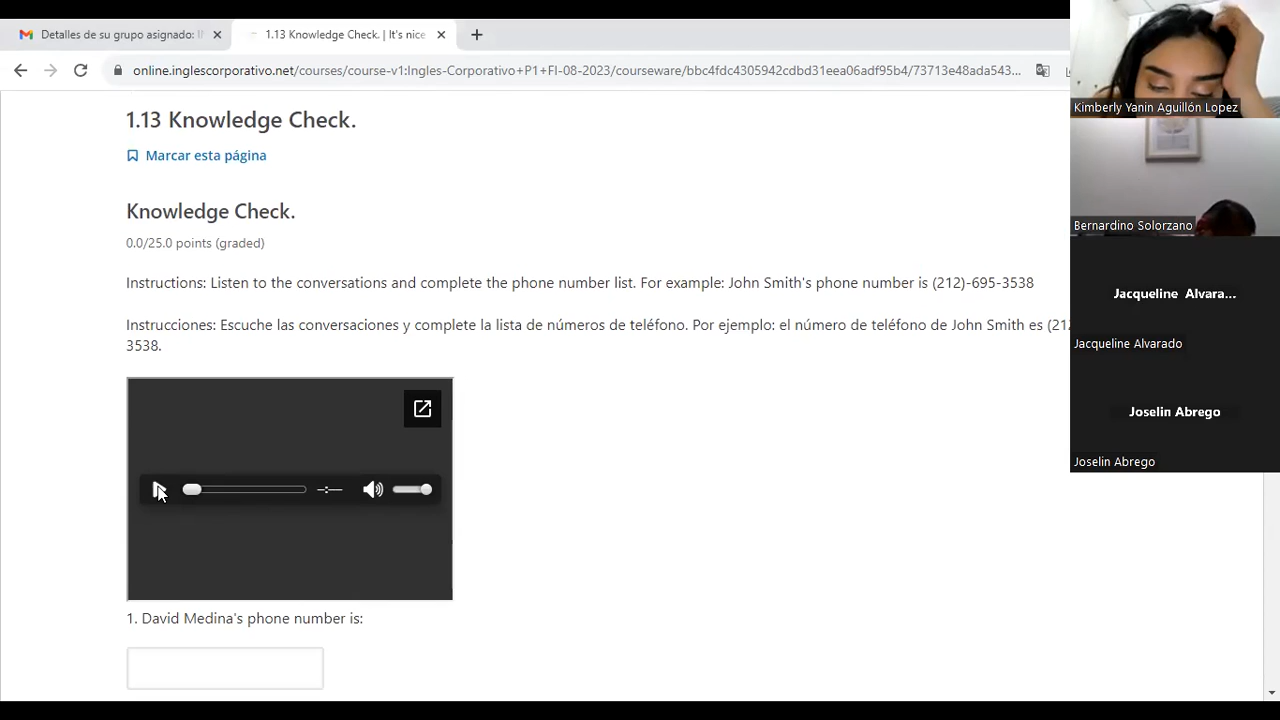 Detalles de su grupo asignado: I
1.13 Knowledge Check. | It's nice
online.inglescorporativo.net/courses/course-v1:Ingles-Corporativo+P1+FI-08-2023/courseware/bbc4fdc4305942cdbd31eea06adf95b4/73713e48ada543...
1.13 Knowledge Check.
Marcar esta página
Knowledge Check.
0.0/25.0 points (graded)
Instructions: Listen to the conversations and complete the phone number list. For example: John Smith's phone number is (212)-695-3538
Instrucciones: Escuche las conversaciones y complete la lista de números de teléfono. Por ejemplo: el número de teléfono de John Smith es (212
3538.
-:--
1. David Medina's phone number is:
Kimberly Yanin Aguillón Lopez
Bernardino Solorzano
Jacqueline Alvara...
Jacqueline Alvarado
Joselin Abrego
Joselin Abrego